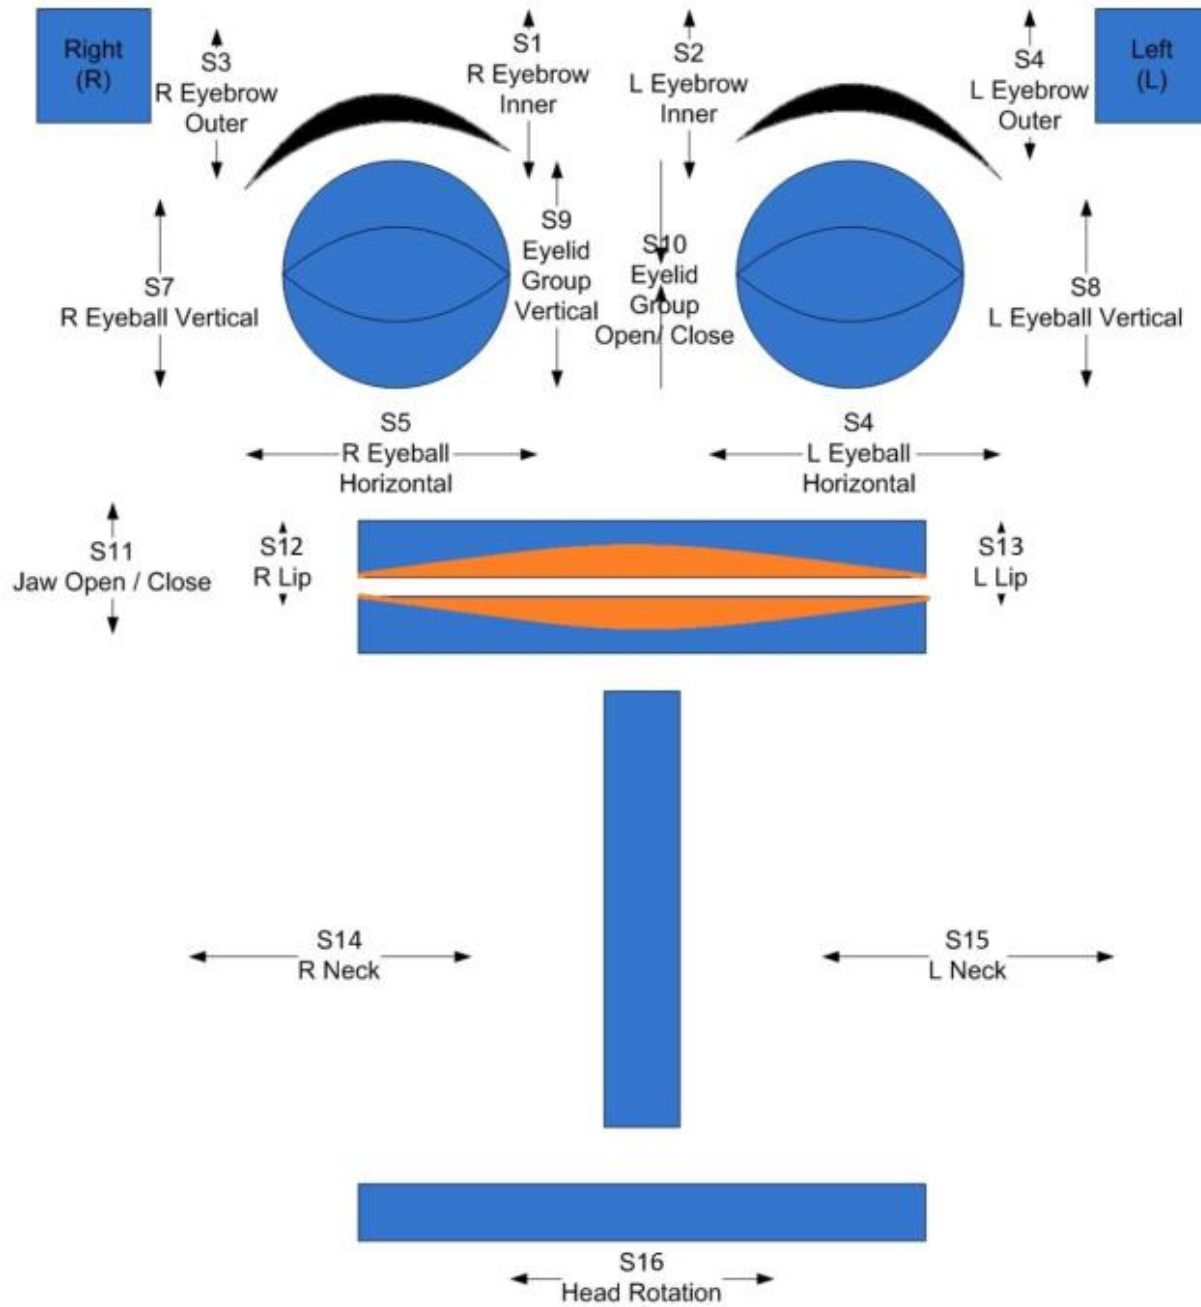 Right
(R)
S3
R Eyebrow
Outer
S1
R Eyebrow
Inner
S2
L Eyebrow
Inner
S4
L Eyebrow
Outer
Left
(L)
S7
R Eyeball Vertical
S9
Eyelid
Group
Vertical
S10
Eyelid
Group
Open/ Close
S8
L Eyeball Vertical
S5
R Eyeball
Horizontal
S4
L Eyeball
Horizontal
S11
Jaw Open / Close
S12
R Lip
S13
L Lip
S14
R Neck
S15
L Neck
S16
Head Rotation